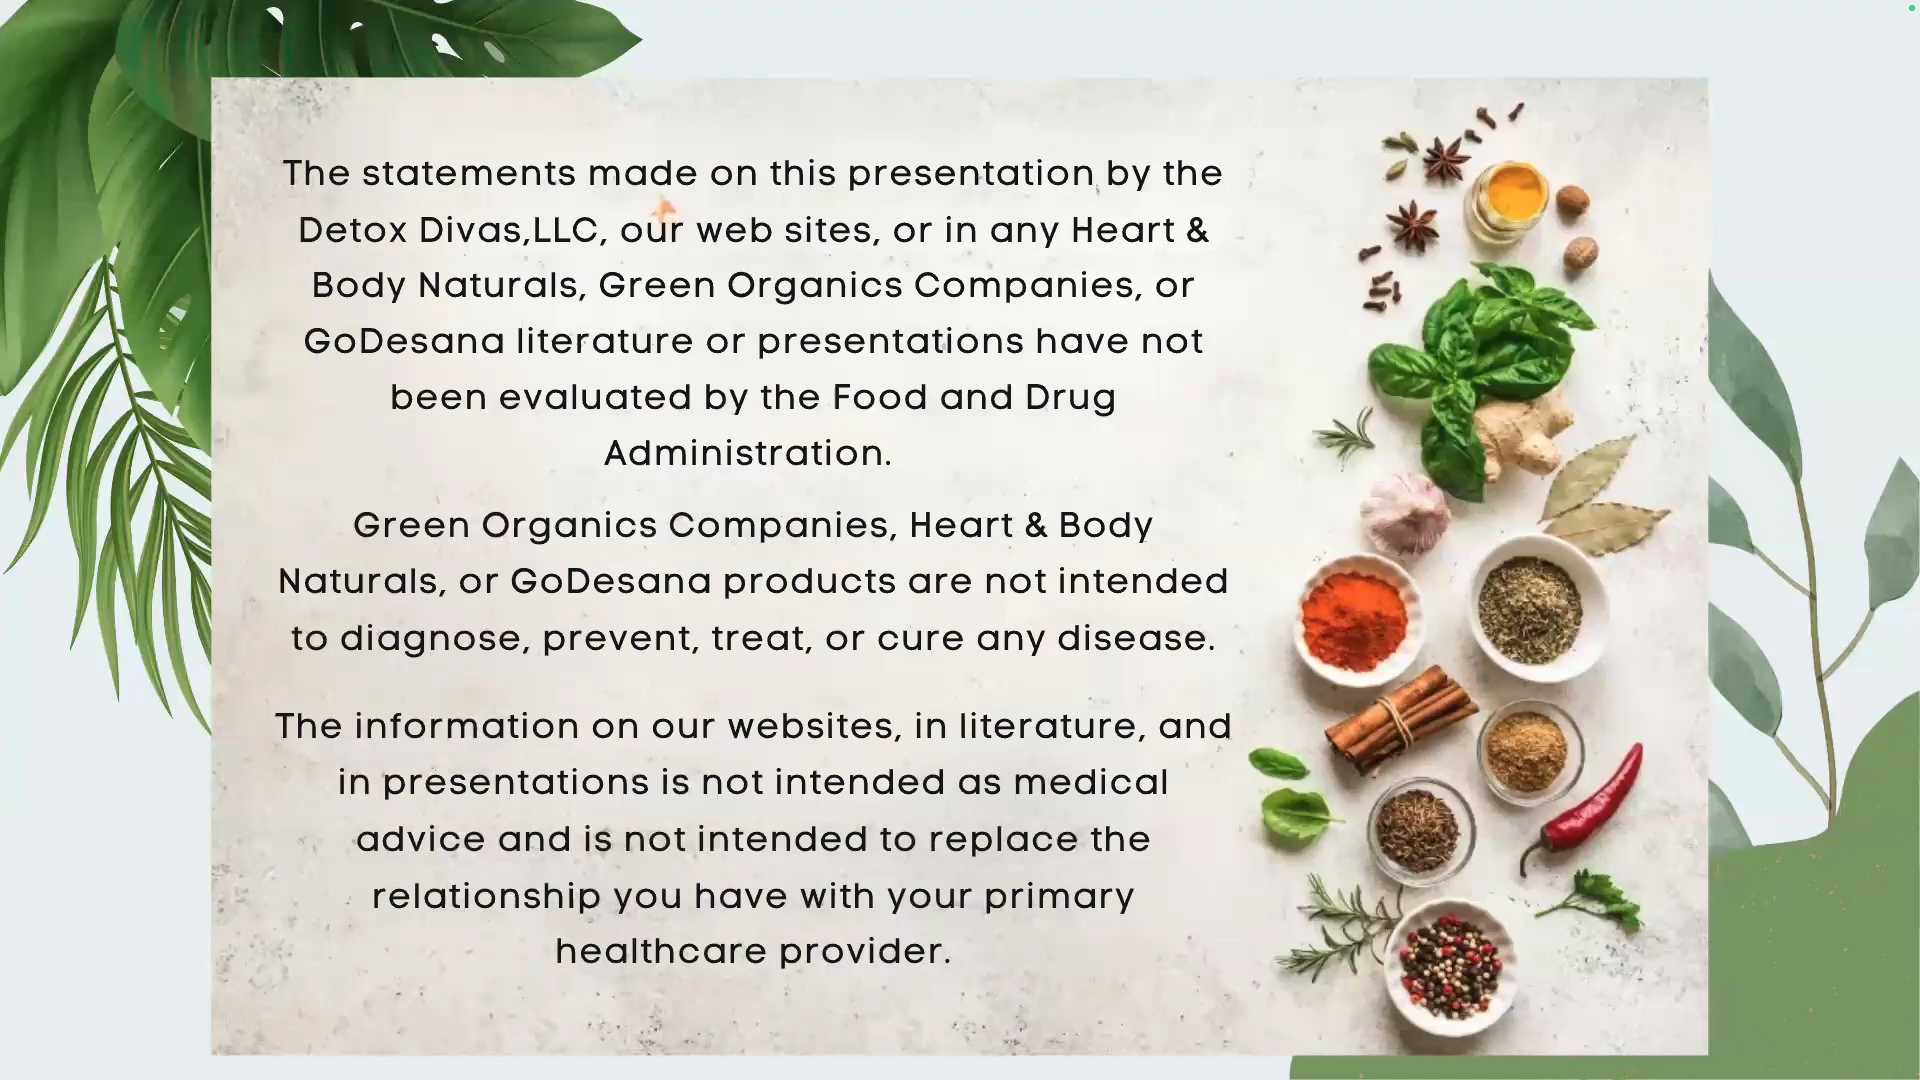 The statements made on this presentation by the
Detox Divas,LLC, our web sites, or in any Heart &
Body Naturals, Green Organics Companies, or
GoDesana literature or presentations have not
been evaluated by the Food and Drug
Administration.
Green Organics Companies, Heart & Body
Naturals, or GoDesana products are not intended
to diagnose, prevent, treat, or cure any disease.
The information on our websites, in literature, and
in presentations is not intended as medical
advice and is not intended to replace the
relationship you have with your primary
healthcare provider.